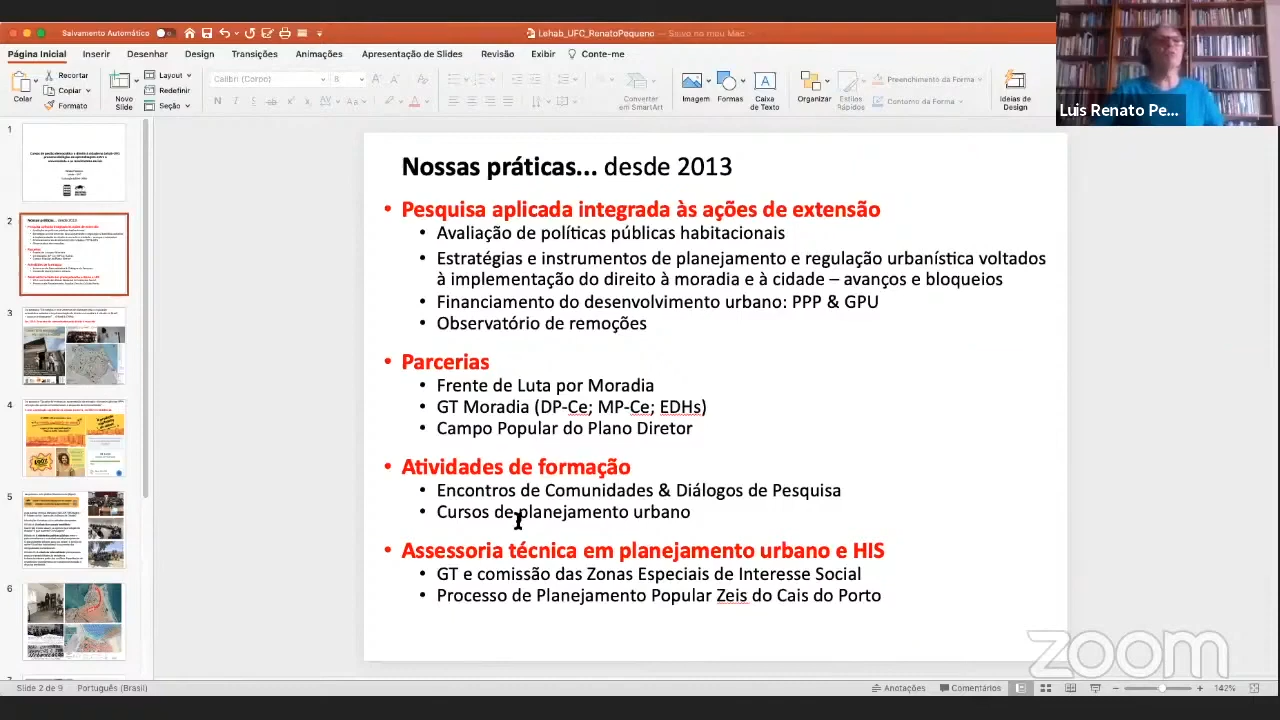 Salvamento Automático
Lehab_UFC_RenatoPequeno — Salvo no meu Mac
Página Inicial Inserir Desenhar Design Transições Animações Apresentação de Slides Revisão Exibir Conte-me
Colar
Recortar
Copiar
Formato
Novo Slide
Layout
Redefinir
Seção
Calibri (Corpo) 8
N I S
Converter em SmartArt
Imagem
Formas
Caixa de Texto
Organizar
Estilos Rápidos
Preenchimento da Forma
Contorno da Forma
Ideias de Design
Luis Renato Pe...
1
2
4
5
6
Nossas práticas... desde 2013
• Pesquisa aplicada integrada às ações de extensão
• Avaliação de políticas públicas habitacionais
• Estratégias e instrumentos de planejamento e regulação urbanística voltados
à implementação do direito à moradia e à cidade – avanços e bloqueios
• Financiamento do desenvolvimento urbano: PPP & GPU
• Observatório de remoções
• Parcerias
• Frente de Luta por Moradia
• GT Moradia (DP-Ce; MP-Ce; EDHs)
• Campo Popular do Plano Diretor
• Atividades de formação
• Encontros de Comunidades & Diálogos de Pesquisa
• Cursos de planejamento urbano
• Assessoria técnica em planejamento urbano e HIS
• GT e comissão das Zonas Especiais de Interesse Social
• Processo de Planejamento Popular Zeis do Cais do Porto
zoom
Slide 2 de 9 Português (Brasil) Anotações Comentários 142%